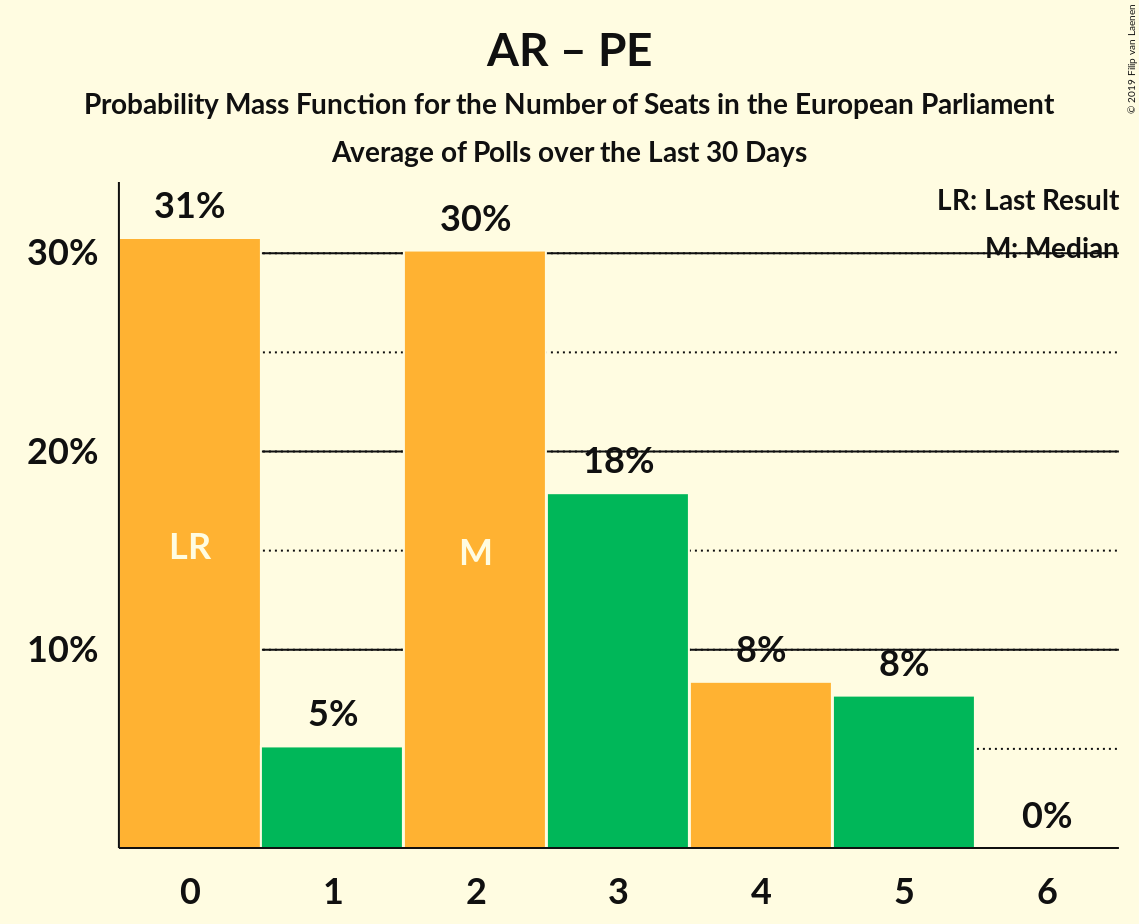 AR – PE
Probability Mass Function for the Number of Seats in the European Parliament
Average of Polls over the Last 30 Days
© 2019 Filip van Laenen
LR: Last Result
M: Median
31%
30%
30%
20%
18%
LR
M
10%
8%
8%
5%
0%
0 1 2 3 4 5 6